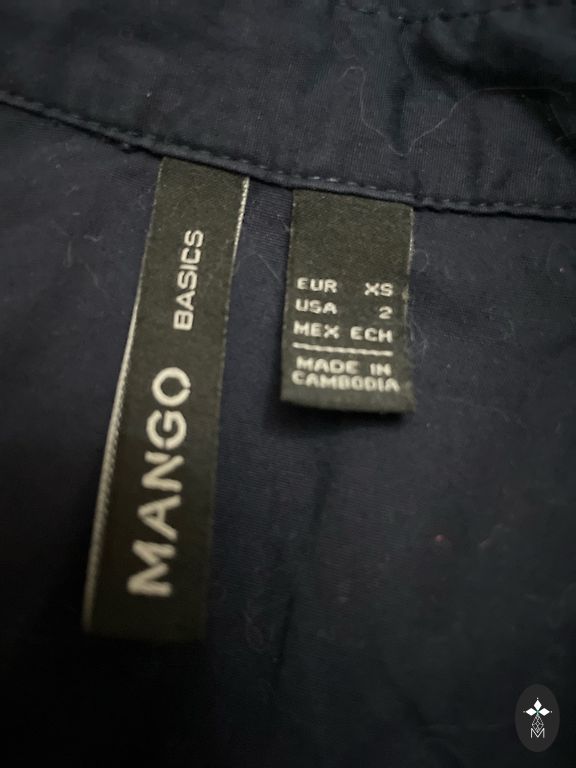 MANGO BASICS
EUR XS
USA 2
MEX ECH
MADE IN
CAMBODIA